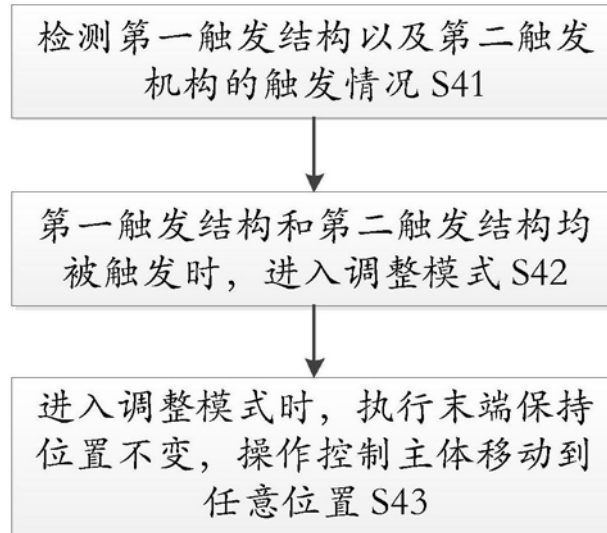 检测第一触发结构以及第二触发
机构的触发情况 S41
第一触发结构和第二触发结构均
被触发时，进入调整模式 S42
进入调整模式时，执行末端保持
位置不变，操作控制主体移动到
任意位置 S43